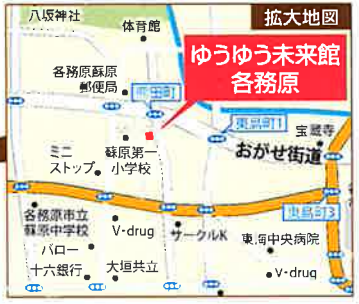 拡大地図
八坂神社
体育館
ゆうゆう未来館
各務原
各務原蘇原
郵便局
東島町1
宝蔵寺
おがせ街道
蘇原第一
小学校
ミニ
ストップ
東島町3
各務原市立
蘇原中学校
V-drug
サークルK
東海中央病院
バロー
十六銀行
大垣共立
V-drug